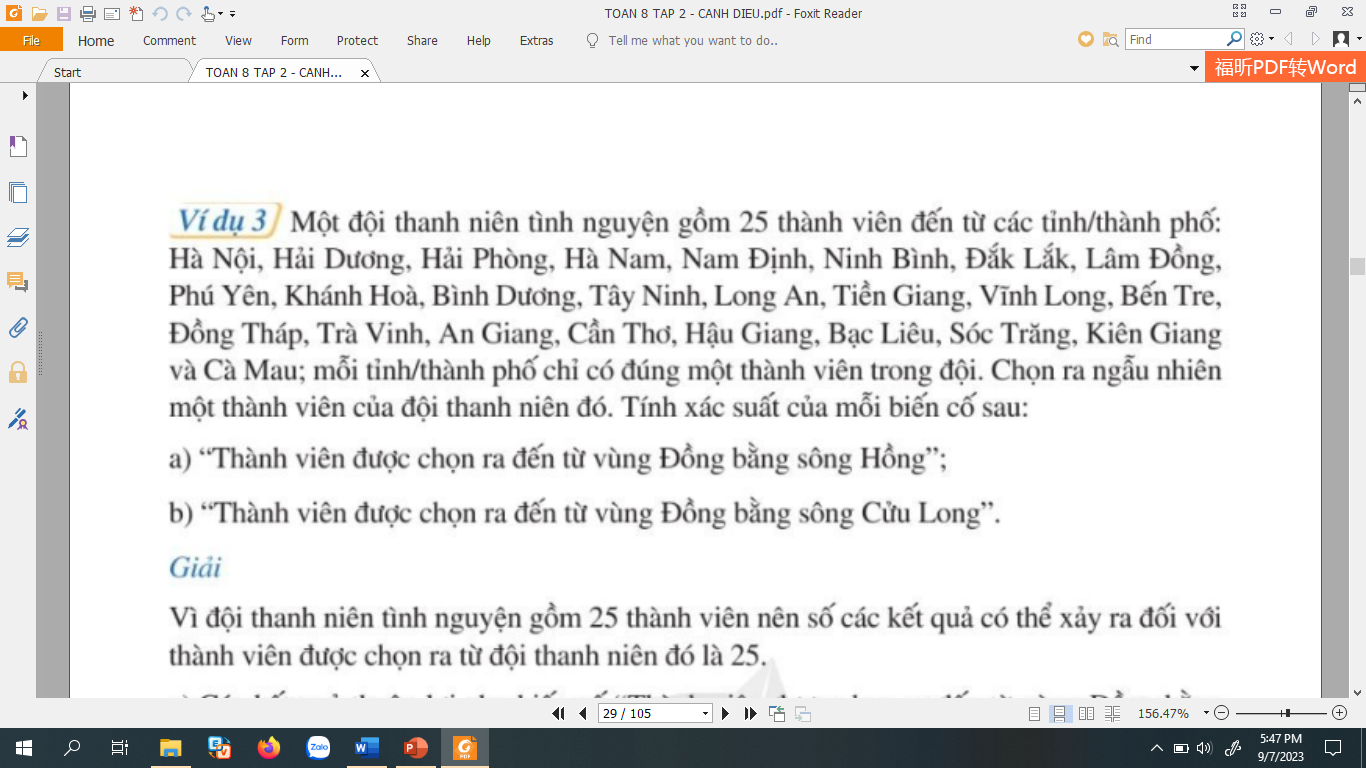 TOAN 8 TAP 2 - CANH DIEU.pdf - Foxit Reader
File Home Comment View Form Protect Share Help Extras Tell me what you want to do.. Find
Start TOAN 8 TAP 2 - CANH... 福昕PDF转Word
Ví dụ 3 Một đội thanh niên tình nguyện gồm 25 thành viên đến từ các tỉnh/thành phố:
Hà Nội, Hải Dương, Hải Phòng, Hà Nam, Nam Định, Ninh Bình, Đắk Lắk, Lâm Đồng,
Phú Yên, Khánh Hoà, Bình Dương, Tây Ninh, Long An, Tiền Giang, Vĩnh Long, Bến Tre,
Đồng Tháp, Trà Vinh, An Giang, Cần Thơ, Hậu Giang, Bạc Liêu, Sóc Trăng, Kiên Giang
và Cà Mau; mỗi tỉnh/thành phố chỉ có đúng một thành viên trong đội. Chọn ra ngẫu nhiên
một thành viên của đội thanh niên đó. Tính xác suất của mỗi biến cố sau:
a) “Thành viên được chọn ra đến từ vùng Đồng bằng sông Hồng”;
b) “Thành viên được chọn ra đến từ vùng Đồng bằng sông Cửu Long”.
Giải
Vì đội thanh niên tình nguyện gồm 25 thành viên nên số các kết quả có thể xảy ra đối với
thành viên được chọn ra từ đội thanh niên đó là 25.
29 / 105 156.47%
Zalo PDF 5:47 PM
9/7/2023